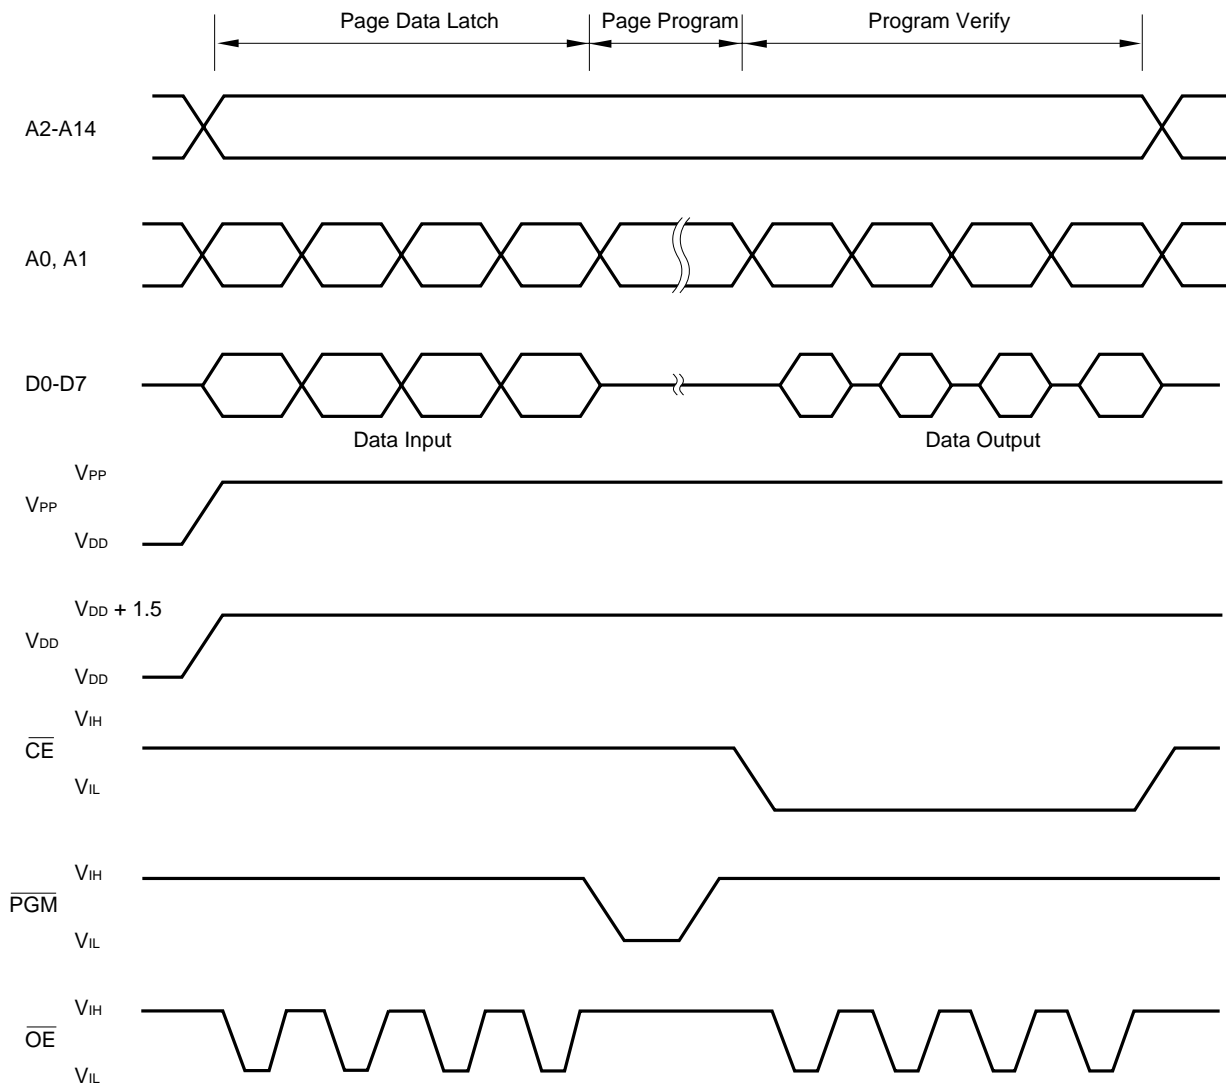 Page Data Latch Page Program Program Verify
A2-A14
A0, A1
D0-D7
Data Input Data Output
VPP
VPP
VDD
VDD + 1.5
VDD
VDD
VIH
CE
VIL
VIH
PGM
VIL
VIH
OE
VIL